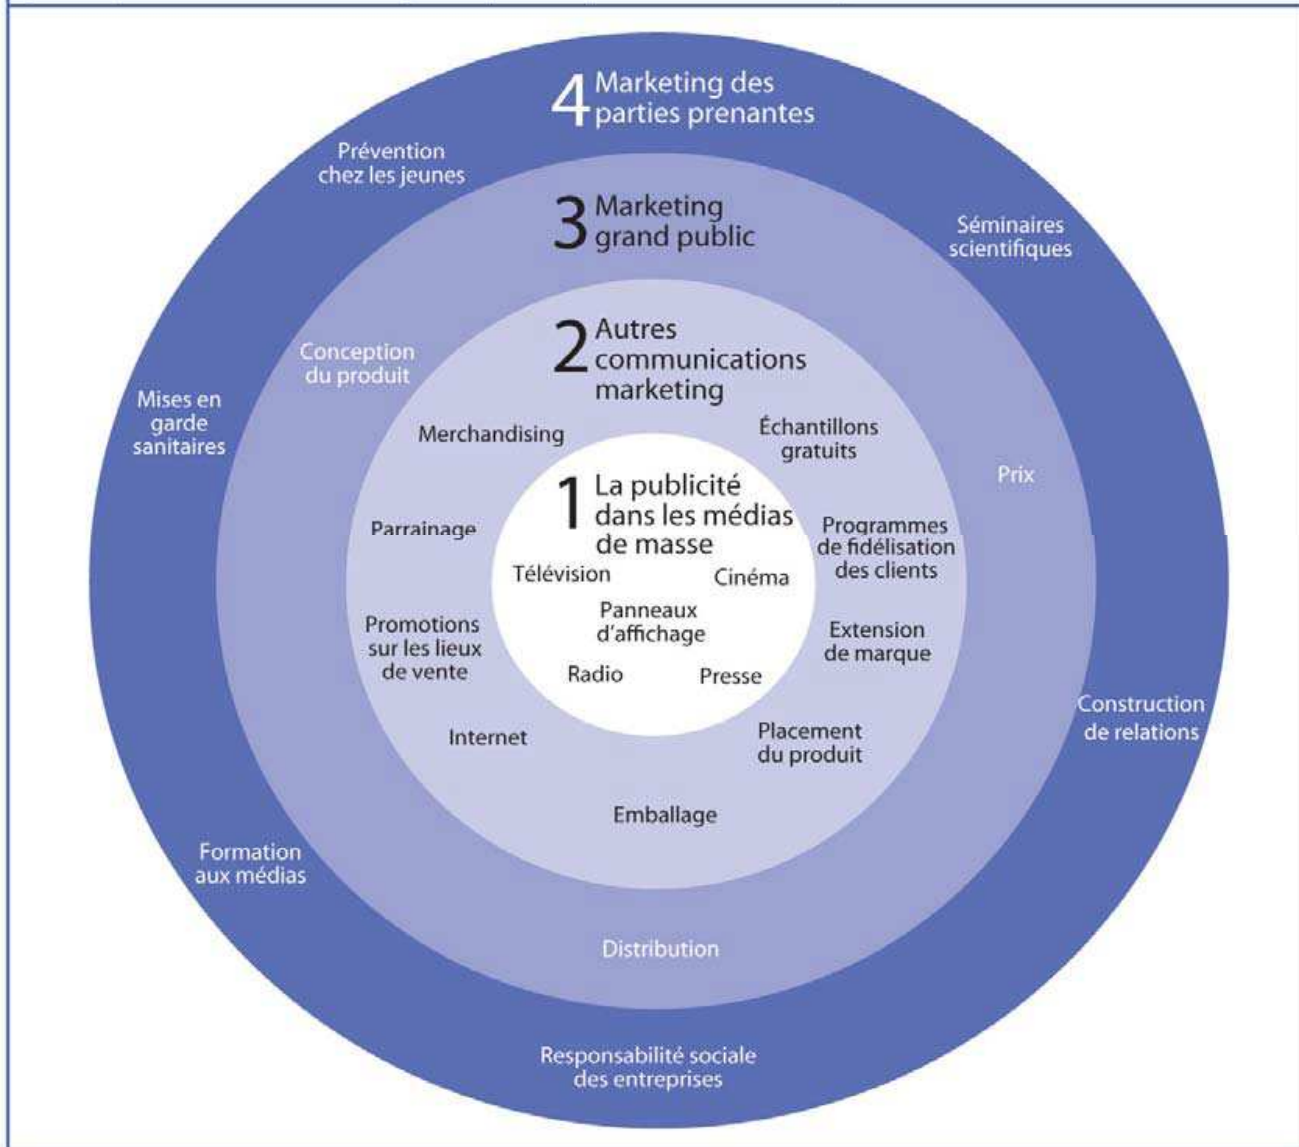 4 Marketing des
parties prenantes
Prévention
chez les jeunes
Séminaires
scientifiques
Mises en
garde
sanitaires
Construction
de relations
Formation
aux médias
Responsabilité sociale
des entreprises
3 Marketing
grand public
Conception
du produit
Prix
Distribution
2 Autres
communications
marketing
Merchandising
Échantillons
gratuits
Parrainage
Programmes
de fidélisation
des clients
Promotions
sur les lieux
de vente
Extension
de marque
Internet
Placement
du produit
Emballage
1 La publicité
dans les médias
de masse
Télévision
Cinéma
Panneaux
d'affichage
Radio
Presse